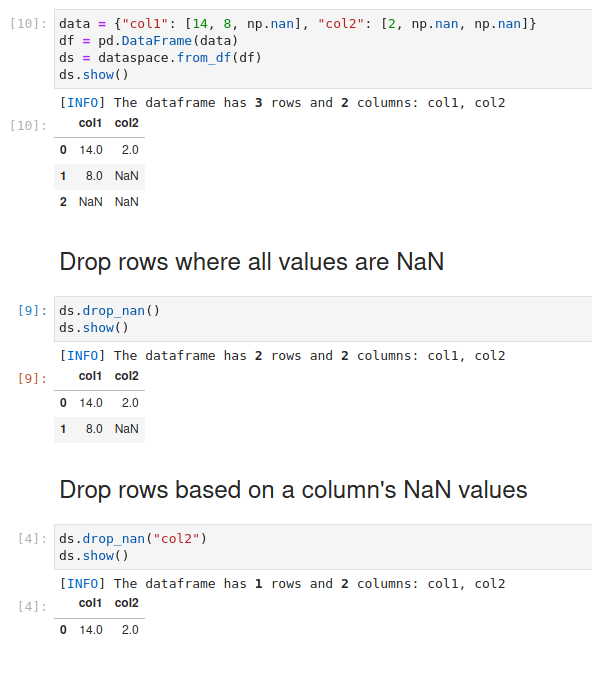 [10]: data = {"col1": [14, 8, np.nan], "col2": [2, np.nan, np.nan]}
df = pd.DataFrame(data)
ds = dataspace.from_df(df)
ds.show()
[INFO] The dataframe has 3 rows and 2 columns: col1, col2
[10]: col1 col2
0 14.0 2.0
1 8.0 NaN
2 NaN NaN
Drop rows where all values are NaN
[9]: ds.drop_nan()
ds.show()
[INFO] The dataframe has 2 rows and 2 columns: col1, col2
[9]: col1 col2
0 14.0 2.0
1 8.0 NaN
Drop rows based on a column's NaN values
[4]: ds.drop_nan("col2")
ds.show()
[INFO] The dataframe has 1 rows and 2 columns: col1, col2
[4]: col1 col2
0 14.0 2.0